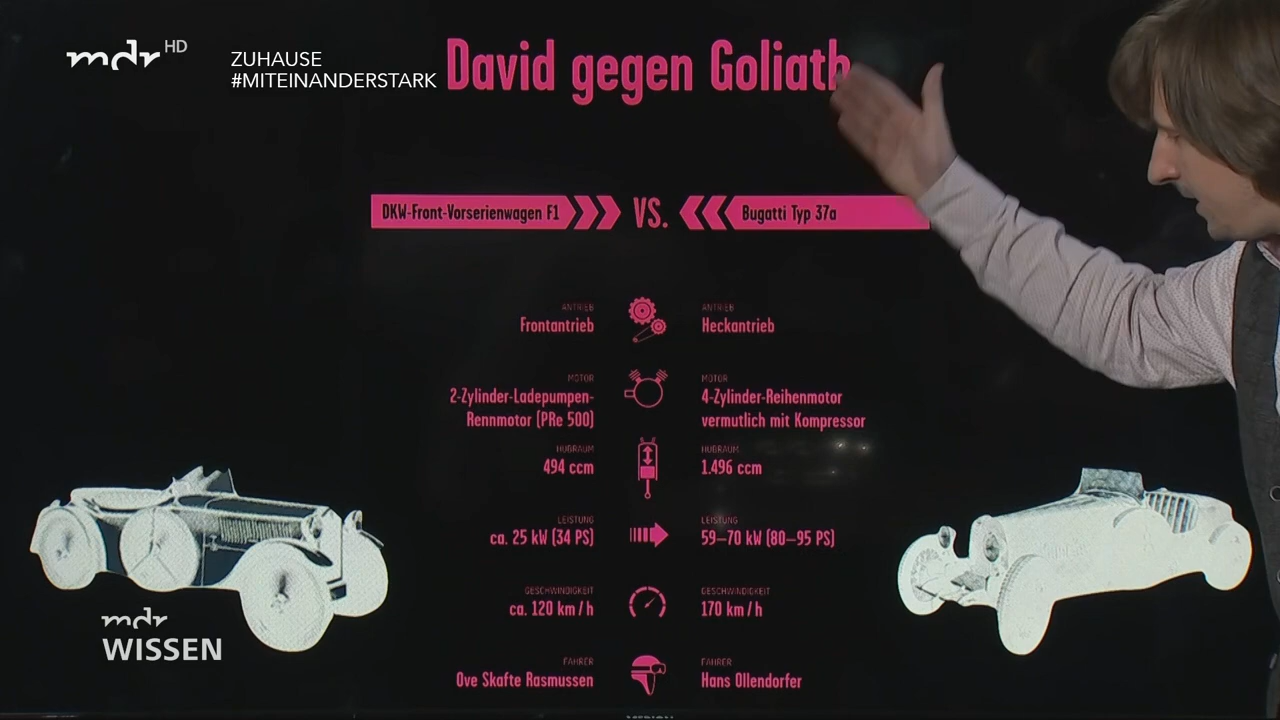 mdr HD
ZUHAUSE
#MITEINANDERSTARK
David gegen Goliath
DKW-Front-Vorserienwagen F1
VS.
Bugatti Typ 37a
ANTRIEB
Frontantrieb
ANTRIEB
Heckantrieb
MOTOR
2-Zylinder-Ladepumpen-
Rennmotor (PRe 500)
MOTOR
4-Zylinder-Reihenmotor
vermutlich mit Kompressor
HUBRAUM
494 ccm
HUBRAUM
1.496 ccm
LEISTUNG
ca. 25 kW (34 PS)
LEISTUNG
59–70 kW (80–95 PS)
GESCHWINDIGKEIT
ca. 120 km/h
GESCHWINDIGKEIT
170 km/h
FAHRER
Ove Skafte Rasmussen
FAHRER
Hans Ollendorfer
mdr
WISSEN